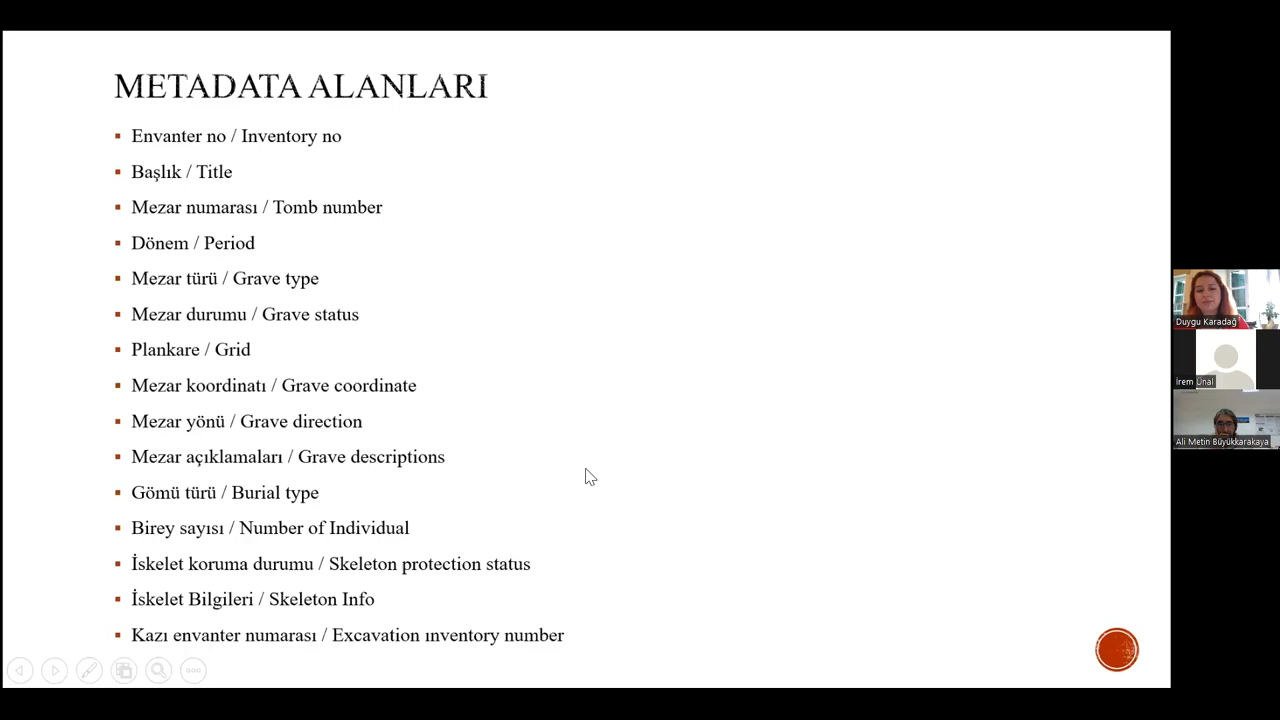 METADATA ALANLARI
Envanter no / Inventory no
Başlık / Title
Mezar numarası / Tomb number
Dönem / Period
Mezar türü / Grave type
Mezar durumu / Grave status
Plankare / Grid
Mezar koordinatı / Grave coordinate
Mezar yönü / Grave direction
Mezar açıklamaları / Grave descriptions
Gömü türü / Burial type
Birey sayısı / Number of Individual
İskelet koruma durumu / Skeleton protection status
İskelet Bilgileri / Skeleton Info
Kazı envanter numarası / Excavation ınventory number
Duygu Karadağ
İrem Ünal
Ali Metin Büyükkarakaya